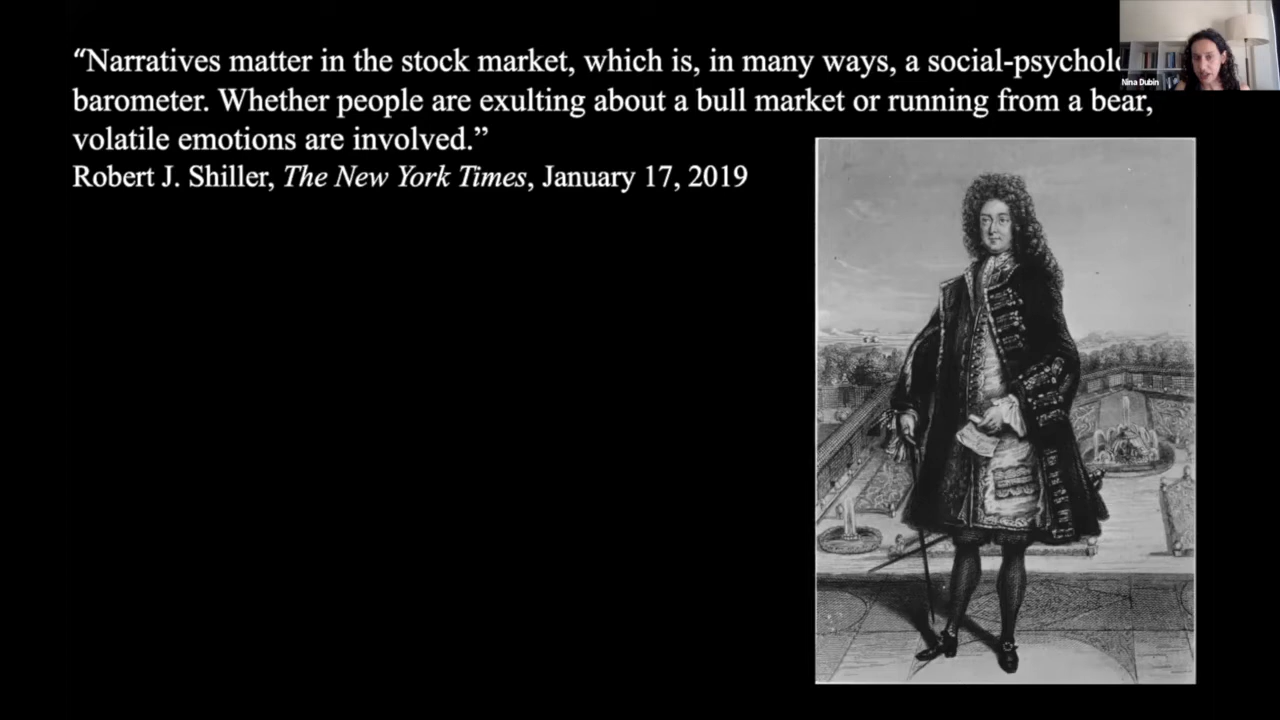 “Narratives matter in the stock market, which is, in many ways, a
barometer. Whether people are exulting about a bull market or running from a bear,
volatile emotions are involved.”
Robert J. Shiller, The New York Times, January 17, 2019
Nina Dubin